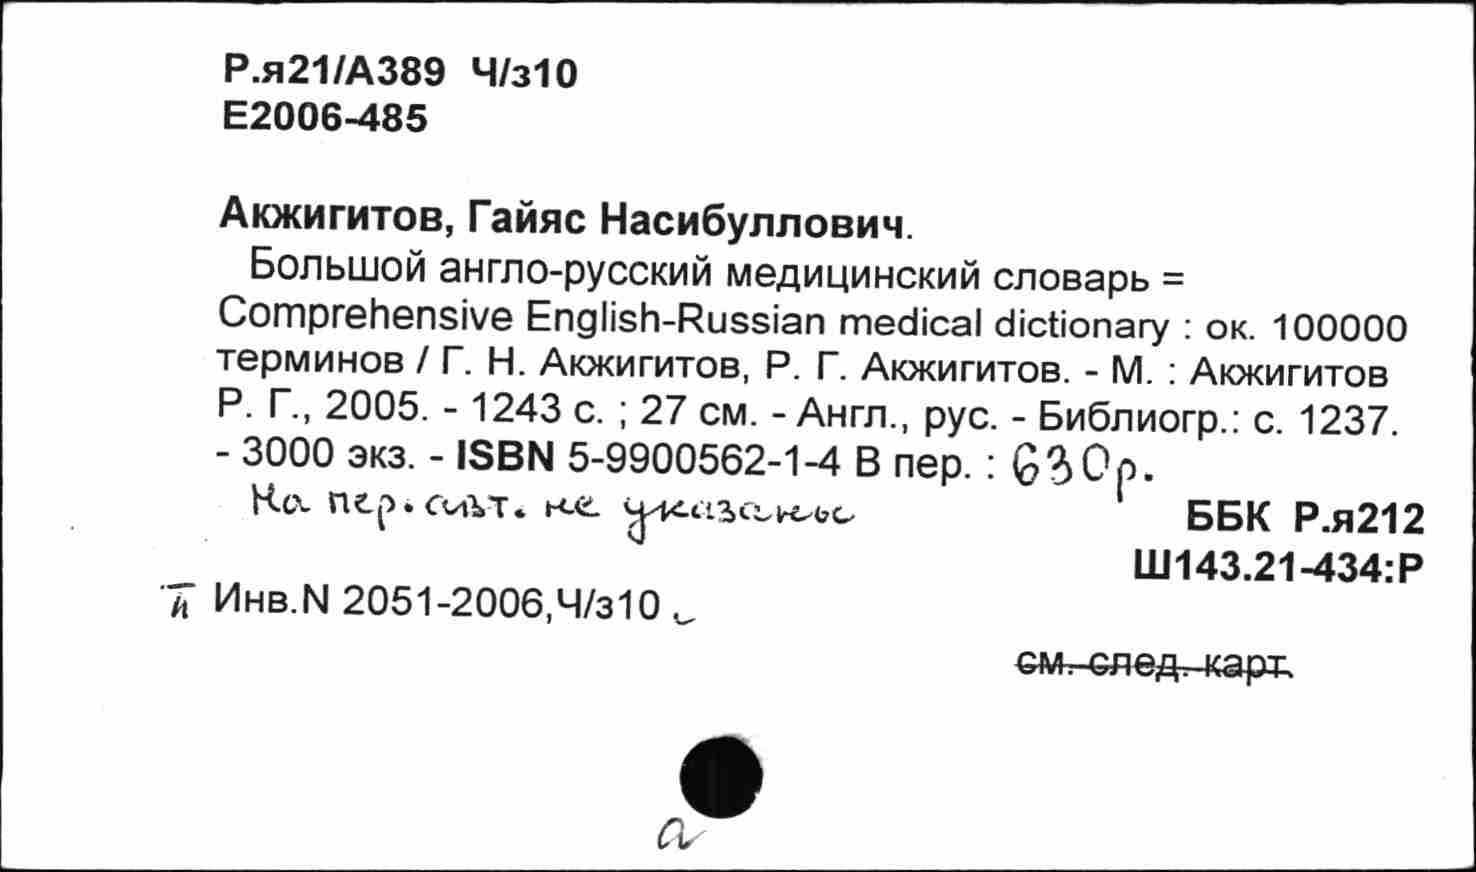 Р.я21/А389 Ч/з10
Е2006-485
Акжигитов, Гайяс Насибуллович.
Большой англо-русский медицинский словарь =
Comprehensive English-Russian medical dictionary : ок. 100000
терминов / Г. Н. Акжигитов, Р. Г. Акжигитов. - М. : Акжигитов
Р. Г., 2005. - 1243 с. ; 27 см. - Англ., рус. - Библиогр.: с. 1237.
- 3000 экз. - ISBN 5-9900562-1-4 В пер. : 630р.
На пер. авт. не указаны
ББК Р.я212
Ш143.21-434:Р
Инв.N 2051-2006,Ч/з10
см. след. карт.
а